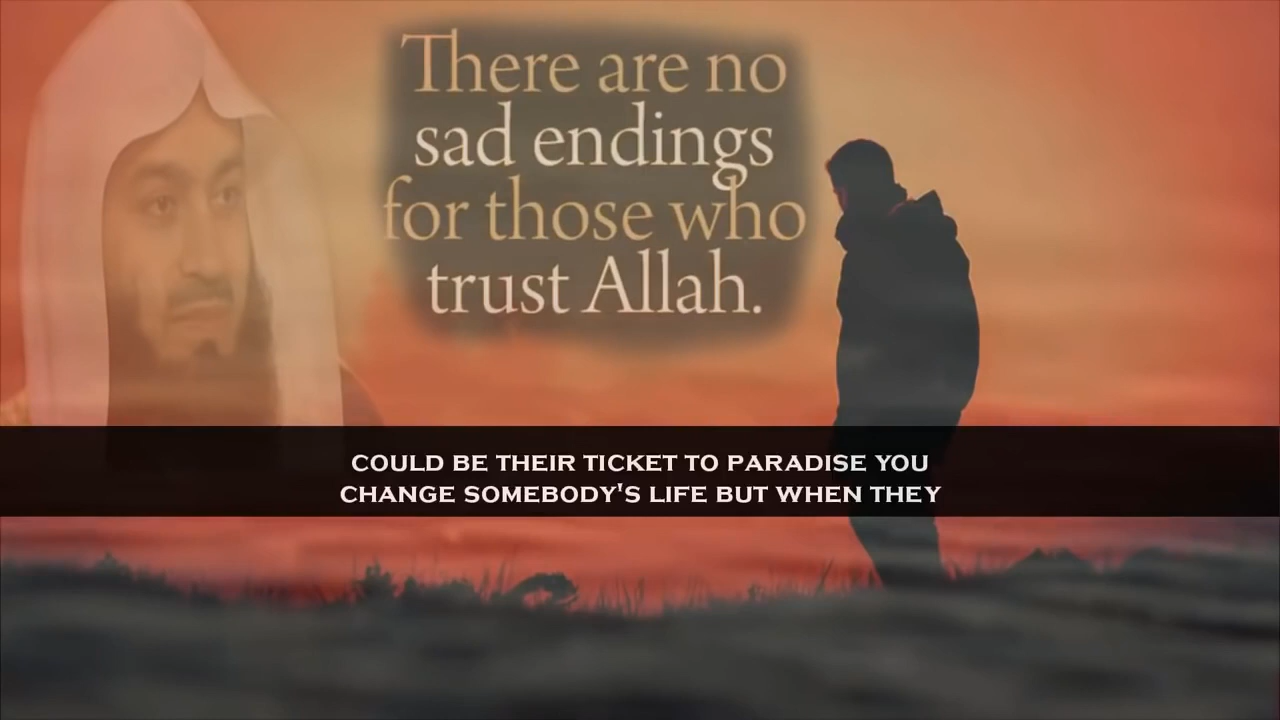 There are no
sad endings
for those who
trust Allah.
COULD BE THEIR TICKET TO PARADISE YOU
CHANGE SOMEBODY'S LIFE BUT WHEN THEY